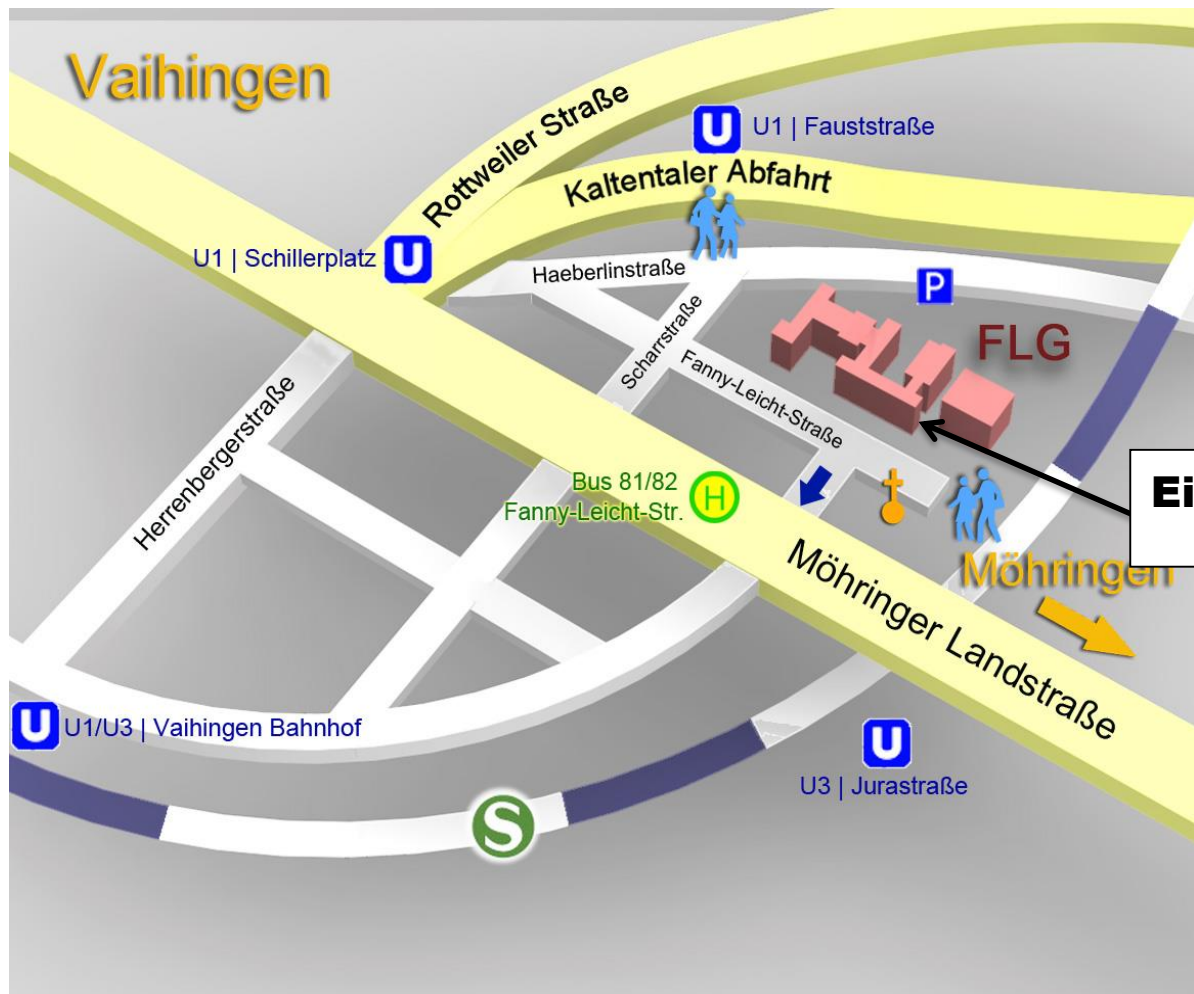 Vaihingen
Rottweiler Straße
U
U1 | Fauststraße
Kaltentaler Abfahrt
U1 | Schillerplatz
U
Haeberlinstraße
P
Scharrstraße
FLG
Fanny-Leicht-Straße
Herrenbergerstraße
Bus 81/82
Fanny-Leicht-Str.
H
Ei
Möhringen
Möhringer Landstraße
U
U1/U3 | Vaihingen Bahnhof
U
U3 | Jurastraße
S